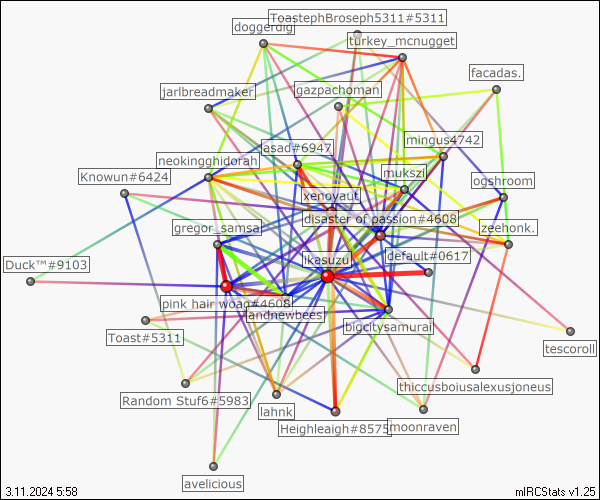 ToastephBroseph5311#5311
doggerdig
turkey_mcnugget
facadas.
jarlbreadmaker
gazpachoman
mingus4742
asad#6947
neokingghidorah
mukszi
Knowun#6424
ogshroom
xenoyaut
disaster of passion#4608
gregor_samsai
zeehonk.
likesuzu
default#0617
Duck™#9103
pink hair woag#4608
andnewbees
bigcitysamurai
Toast#5311
tescoroll
thiccusboiusalexusjoneus
Random Stuf6#5983
lahnk
Heighleaigh#8575
moonraven
avelicious
3.11.2024 5:58
mIRCStats v1.25